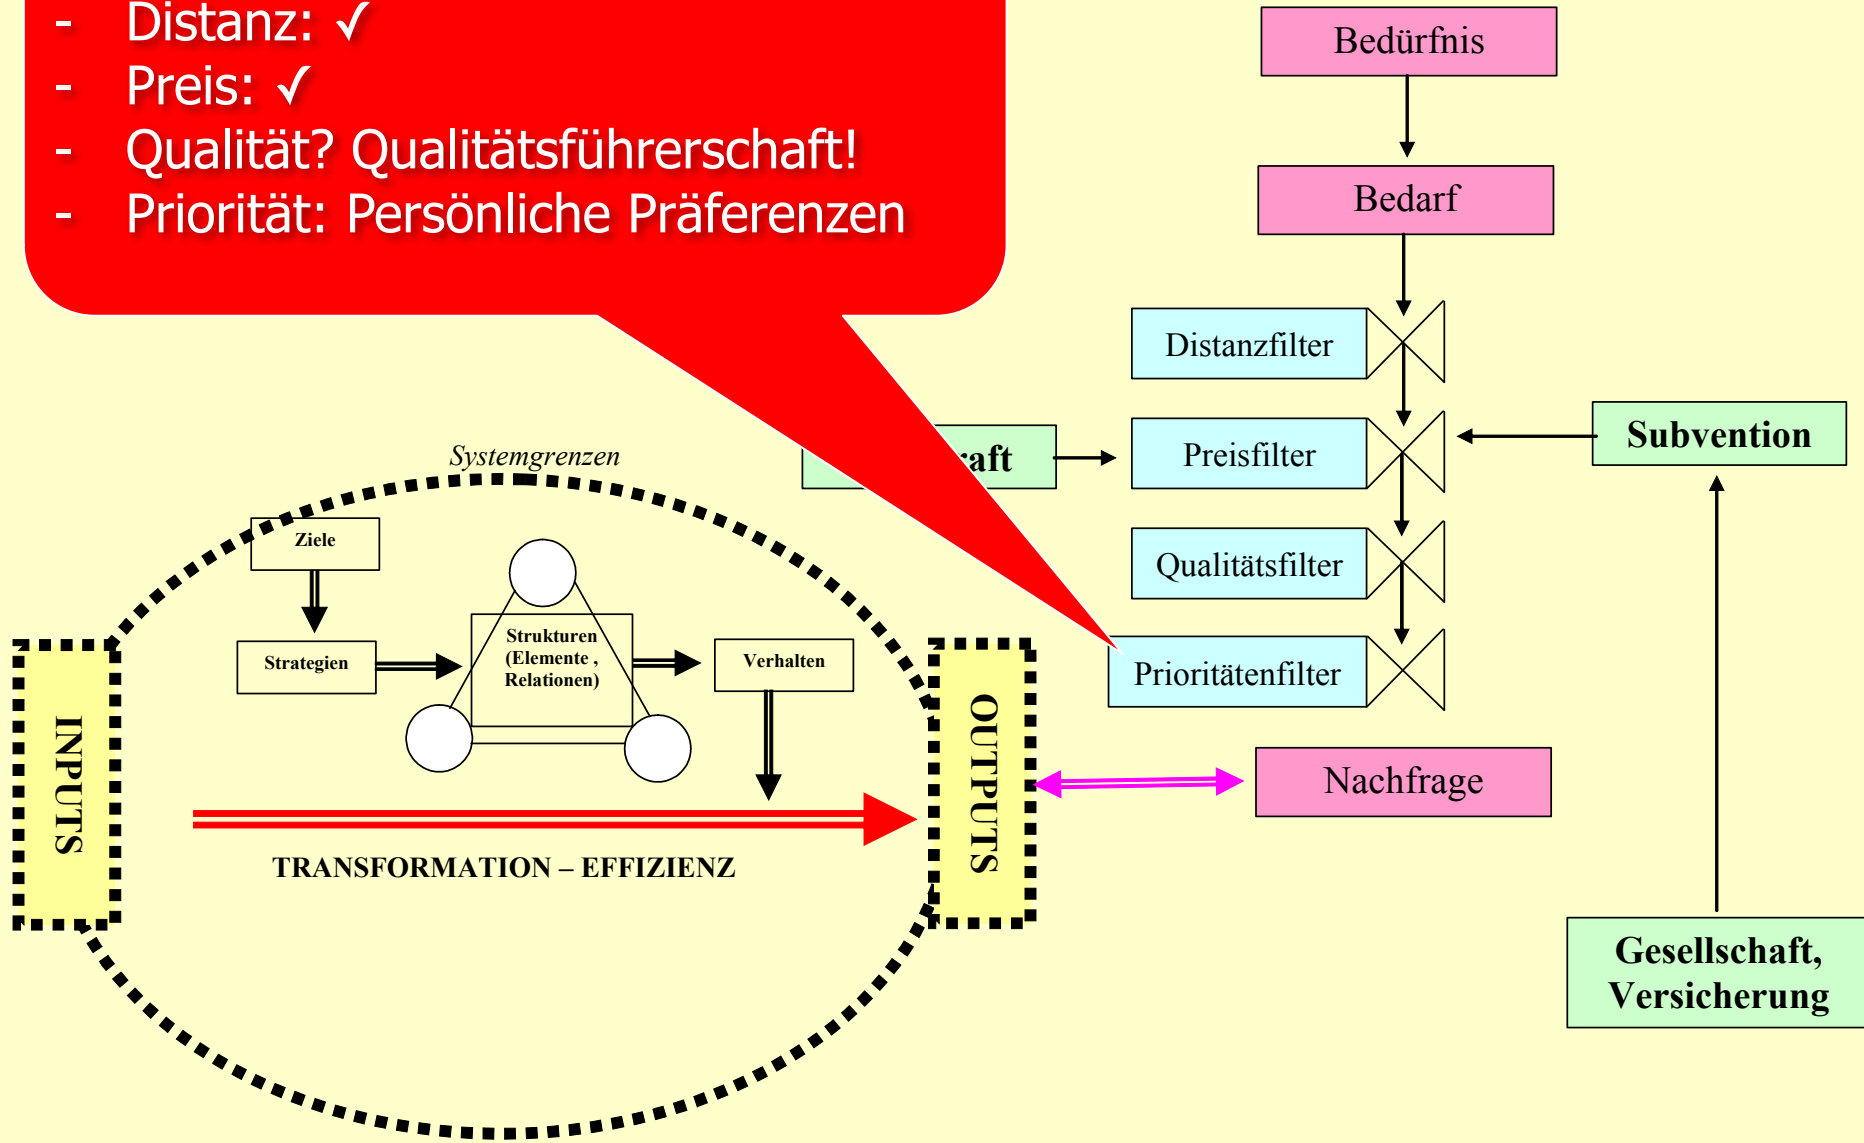 - Distanz: ✓
- Preis: ✓
- Qualität? Qualitätsführerschaft!
- Priorität: Persönliche Präferenzen
Bedürfnis
Bedarf
Distanzfilter
Preisfilter
Subvention
Qualitätsfilter
Prioritätenfilter
Nachfrage
Gesellschaft,
Versicherung
Systemgrenzen
Ziele
Strategien
Strukturen
(Elemente ,
Relationen)
Verhalten
INPUTS
OUTPUTS
TRANSFORMATION – EFFIZIENZ